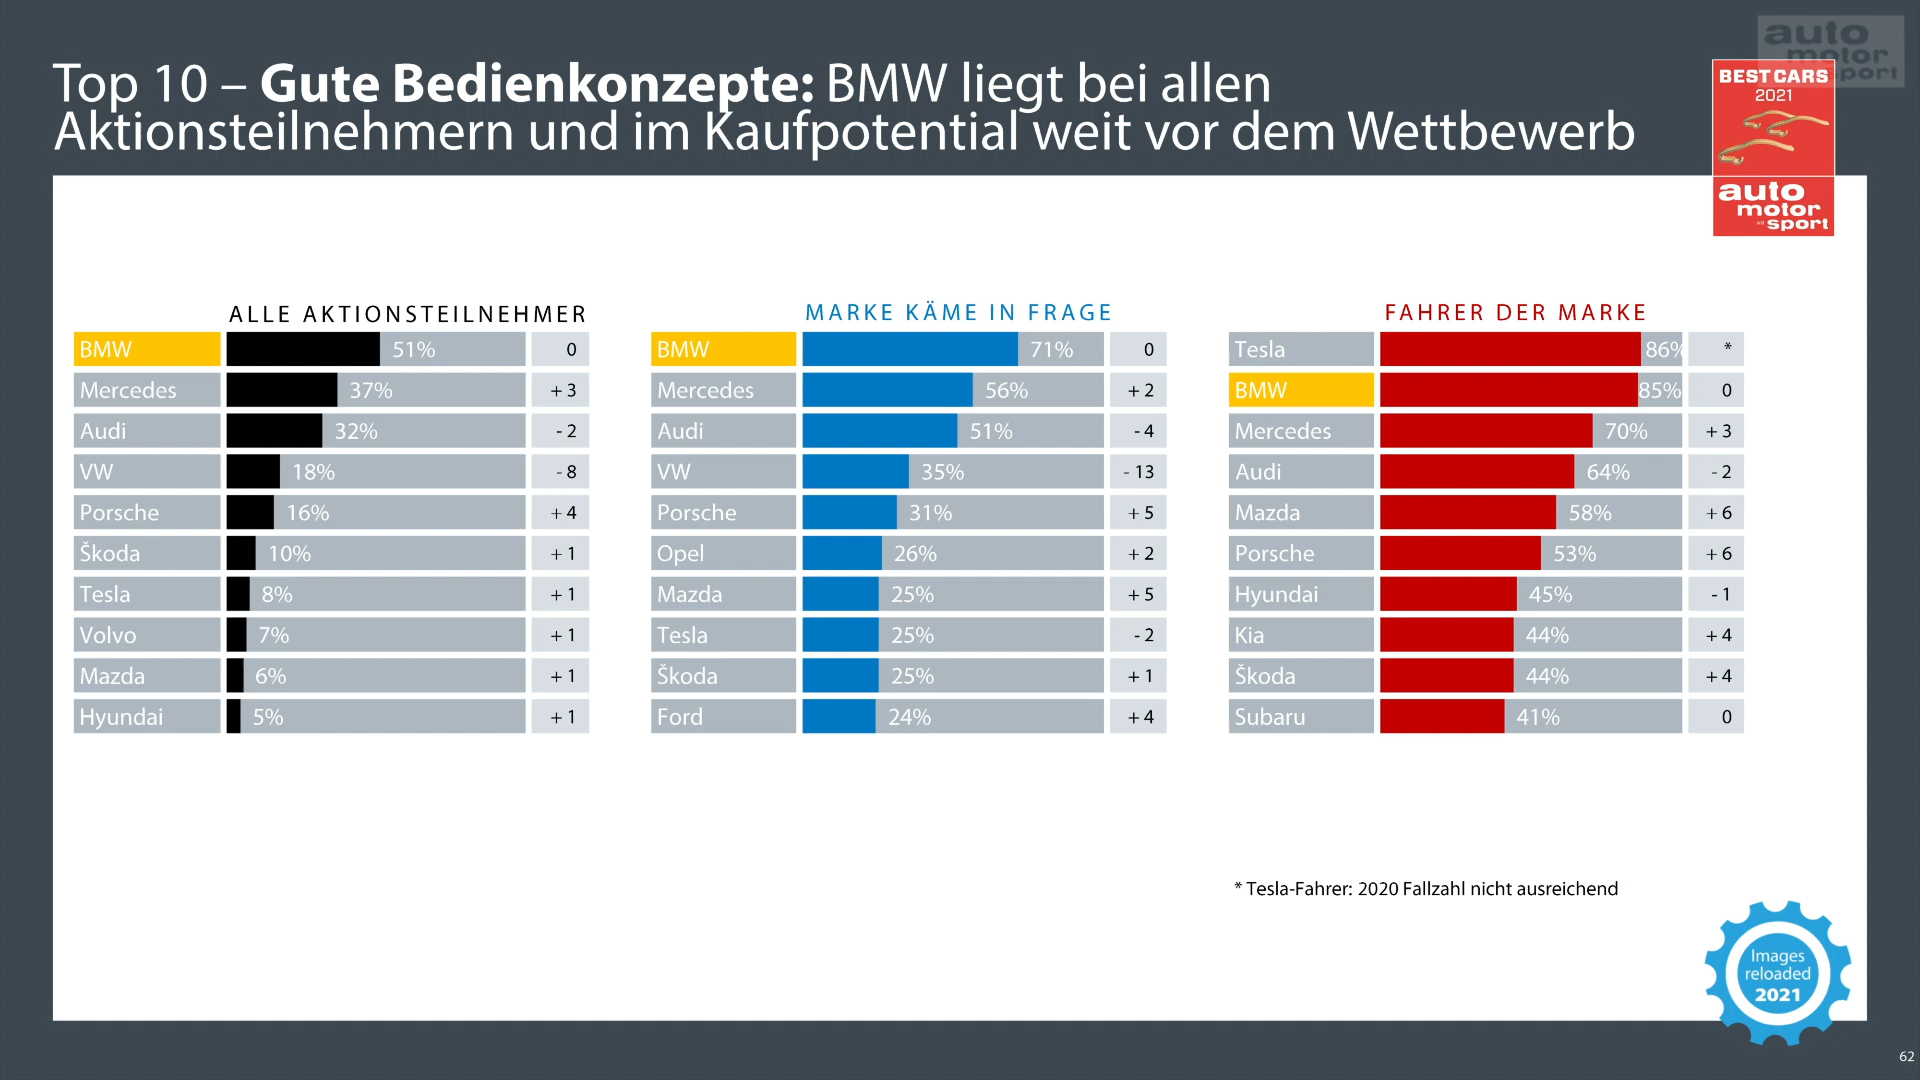 auto
motor
sport
Top 10 – Gute Bedienkonzepte: BMW liegt bei allen
Aktionsteilnehmern und im Kaufpotential weit vor dem Wettbewerb
BEST CARS
2021
auto
motor
und sport
ALLE AKTIONSTEILNEHMER
BMW 51% 0
Mercedes 37% + 3
Audi 32% - 2
VW 18% - 8
Porsche 16% + 4
Škoda 10% + 1
Tesla 8% + 1
Volvo 7% + 1
Mazda 6% + 1
Hyundai 5% + 1
MARKE KÄME IN FRAGE
BMW 71% 0
Mercedes 56% + 2
Audi 51% - 4
VW 35% - 13
Porsche 31% + 5
Opel 26% + 2
Mazda 25% + 5
Tesla 25% - 2
Škoda 25% + 1
Ford 24% + 4
FAHRER DER MARKE
Tesla 86% *
BMW 85% 0
Mercedes 70% + 3
Audi 64% - 2
Mazda 58% + 6
Porsche 53% + 6
Hyundai 45% - 1
Kia 44% + 4
Škoda 44% + 4
Subaru 41% 0
* Tesla-Fahrer: 2020 Fallzahl nicht ausreichend
Images
reloaded
2021
62